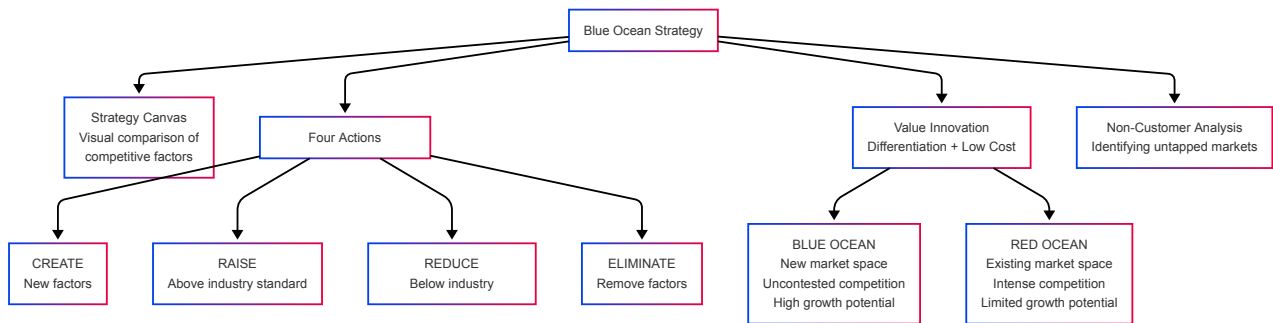 Blue Ocean Strategy
Strategy Canvas
Visual comparison of
competitive factors
Four Actions
Value Innovation
Differentiation + Low Cost
Non-Customer Analysis
Identifying untapped markets
CREATE
New factors
RAISE
Above industry standard
REDUCE
Below industry
ELIMINATE
Remove factors
BLUE OCEAN
New market space
Uncontested competition
High growth potential
RED OCEAN
Existing market space
Intense competition
Limited growth potential